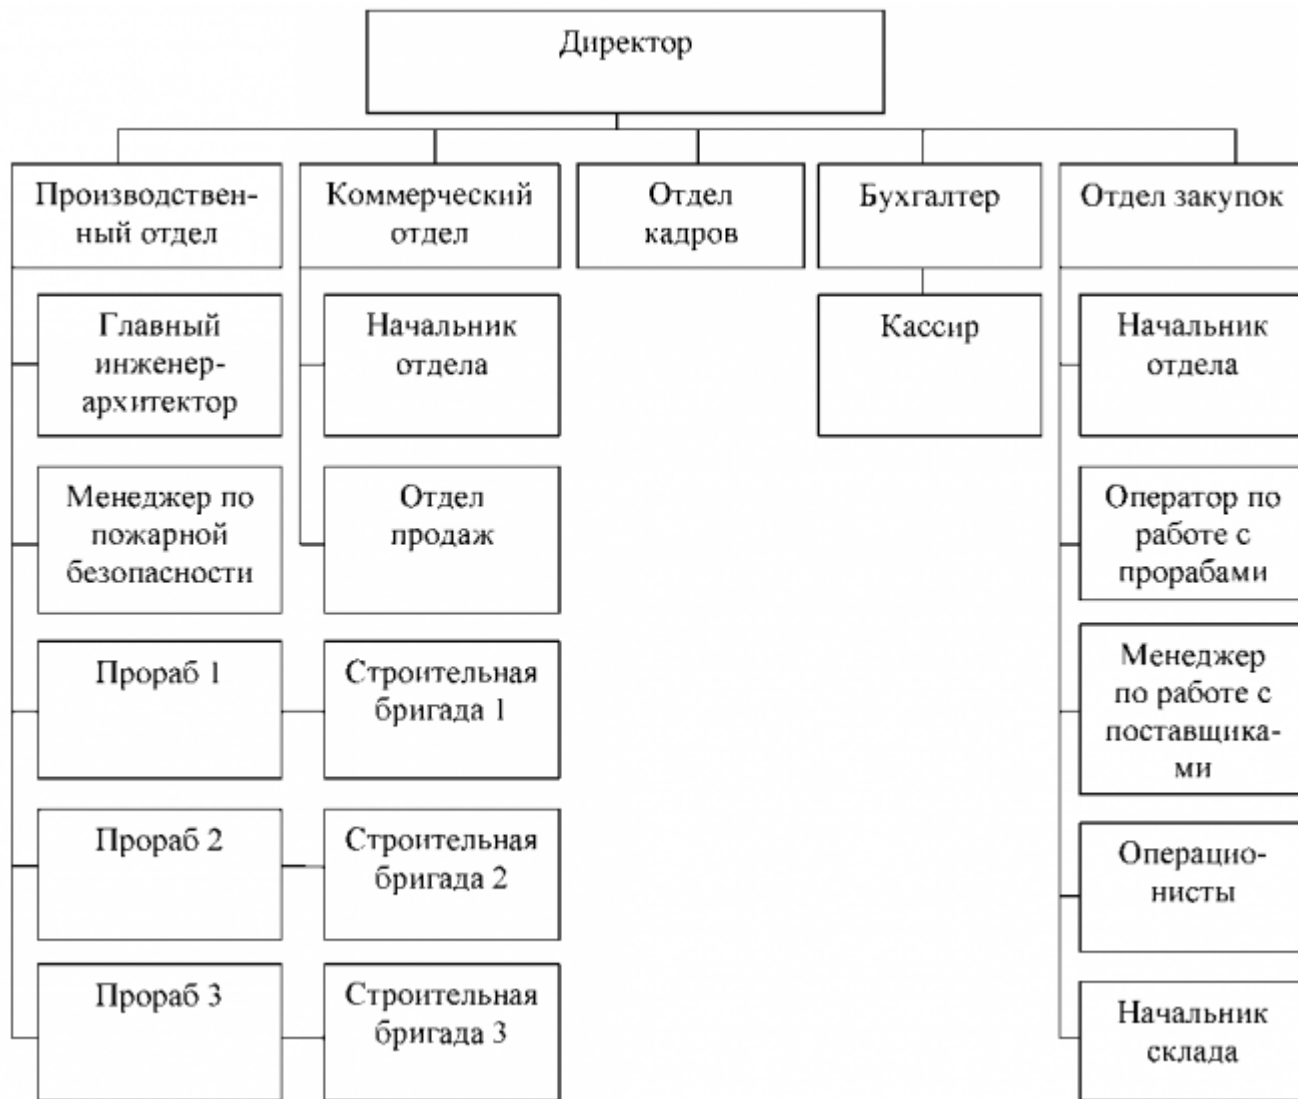 Директор
Производствен-
ный отдел
Коммерческий
отдел
Отдел
кадров
Бухгалтер
Отдел закупок
Главный
инженер-
архитектор
Начальник
отдела
Кассир
Начальник
отдела
Менеджер по
пожарной
безопасности
Отдел
продаж
Оператор по
работе с
прорабами
Прораб 1
Строительная
бригада 1
Менеджер
по работе с
поставщика-
ми
Прораб 2
Строительная
бригада 2
Операцио-
нисты
Прораб 3
Строительная
бригада 3
Начальник
склада